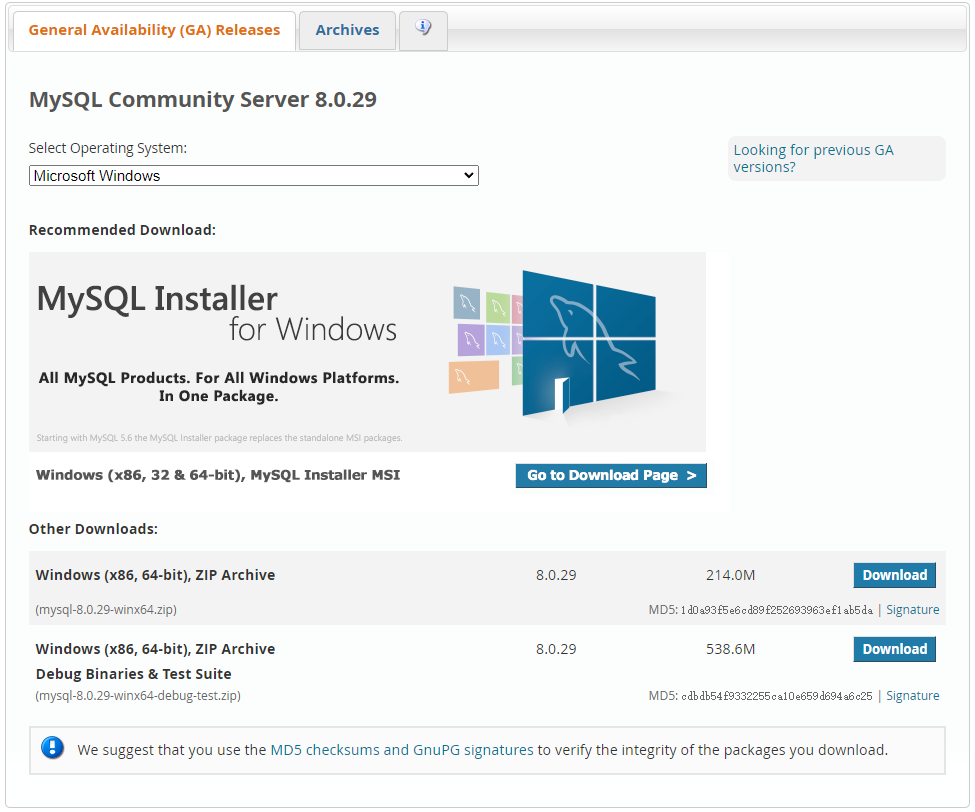 General Availability (GA) Releases
Archives
MySQL Community Server 8.0.29
Select Operating System:
Looking for previous GA
versions?
Microsoft Windows
Recommended Download:
MySQL Installer
for Windows
All MySQL Products. For All Windows Platforms.
In One Package.
Starting with MySQL 5.6 the MySQL Installer package replaces the standalone MSI packages.
Windows (x86, 32 & 64-bit), MySQL Installer MSI
Go to Download Page >
Other Downloads:
Windows (x86, 64-bit), ZIP Archive 8.0.29 214.0M Download
(mysql-8.0.29-winx64.zip) MD5: 1d0a93f5e6cd89f252693963ef1ab5da | Signature
Windows (x86, 64-bit), ZIP Archive 8.0.29 538.6M Download
Debug Binaries & Test Suite
(mysql-8.0.29-winx64-debug-test.zip) MD5: cdbdb54f9332255ca10e659d694a6c25 | Signature
We suggest that you use the MD5 checksums and GnuPG signatures to verify the integrity of the packages you download.